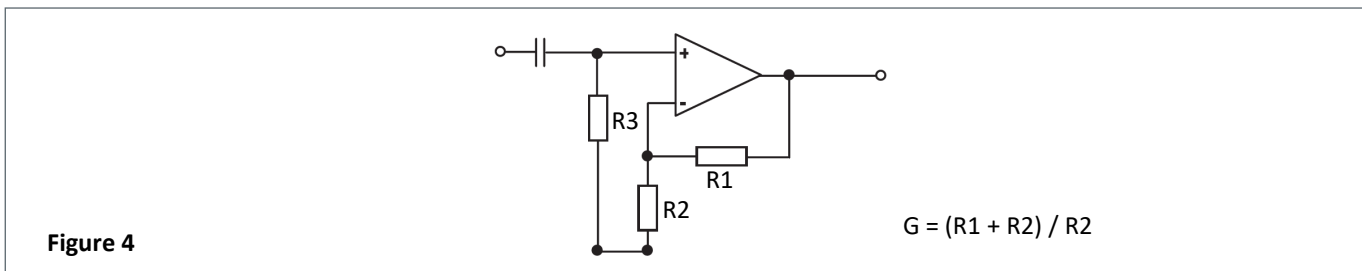 +
-
R3
R1
R2
G = (R1 + R2) / R2
Figure 4